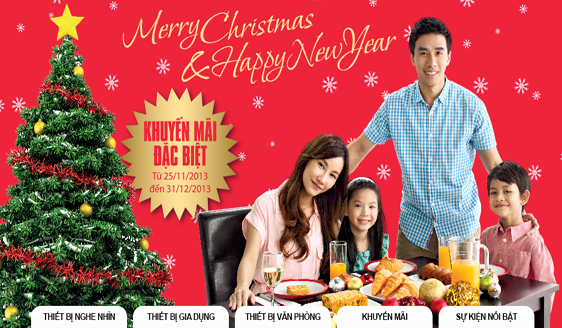 Merry Christmas
& Happy New Year
KHUYẾN MÃI
ĐẶC BIỆT
Từ 25/11/2013
đến 31/12/2013
THIẾT BỊ NGHE NHÌN
THIẾT BỊ GIA DỤNG
THIẾT BỊ VĂN PHÒNG
KHUYẾN MÃI
SỰ KIỆN NỔI BẬT